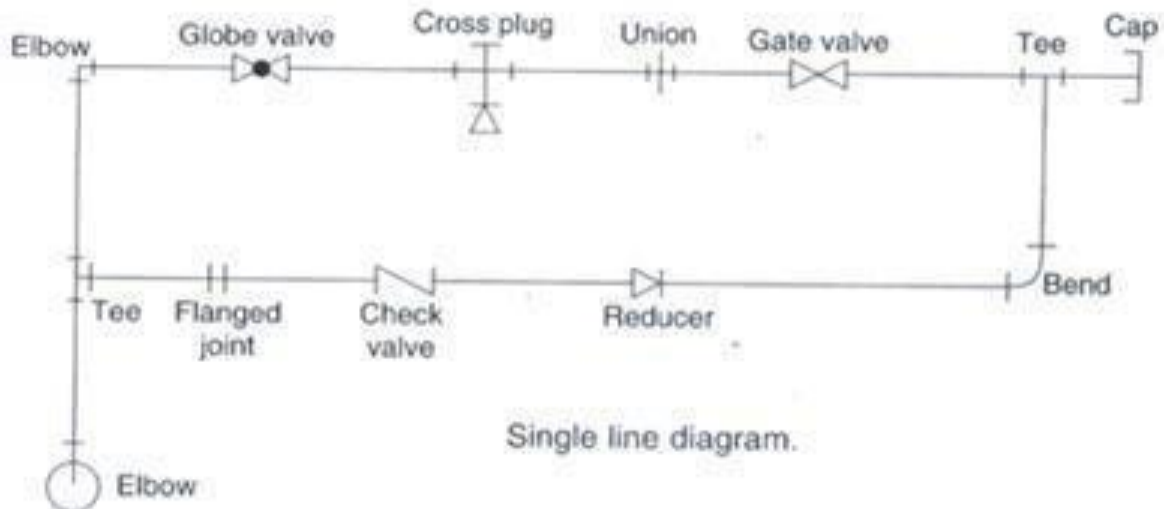 Elbow
Globe valve
Cross plug
Union
Gate valve
Tee
Cap
Tee
Flanged
joint
Check
valve
Reducer
Bend
Single line diagram.
Elbow